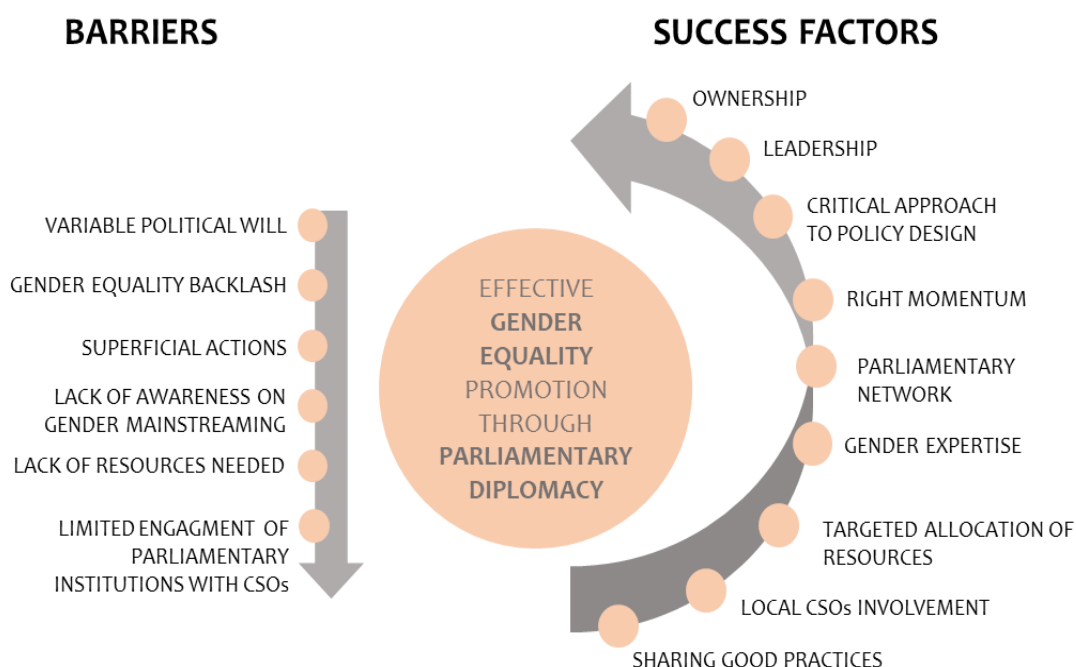 BARRIERS
SUCCESS FACTORS
VARIABLE POLITICAL WILL
GENDER EQUALITY BACKLASH
SUPERFICIAL ACTIONS
LACK OF AWARENESS ON
GENDER MAINSTREAMING
LACK OF RESOURCES NEEDED
LIMITED ENGAGMENT OF
PARLIAMENTARY
INSTITUTIONS WITH CSOs
EFFECTIVE
GENDER
EQUALITY
PROMOTION
THROUGH
PARLIAMENTARY
DIPLOMACY
OWNERSHIP
LEADERSHIP
CRITICAL APPROACH
TO POLICY DESIGN
RIGHT MOMENTUM
PARLIAMENTARY
NETWORK
GENDER EXPERTISE
TARGETED ALLOCATION OF
RESOURCES
LOCAL CSOs INVOLVEMENT
SHARING GOOD PRACTICES